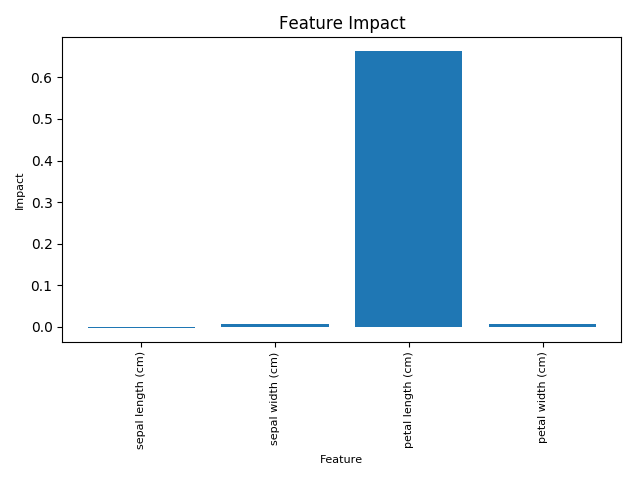 Feature Impact
Impact
0.6
0.5
0.4
0.3
0.2
0.1
0.0
sepal length (cm)
sepal width (cm)
petal length (cm)
petal width (cm)
Feature